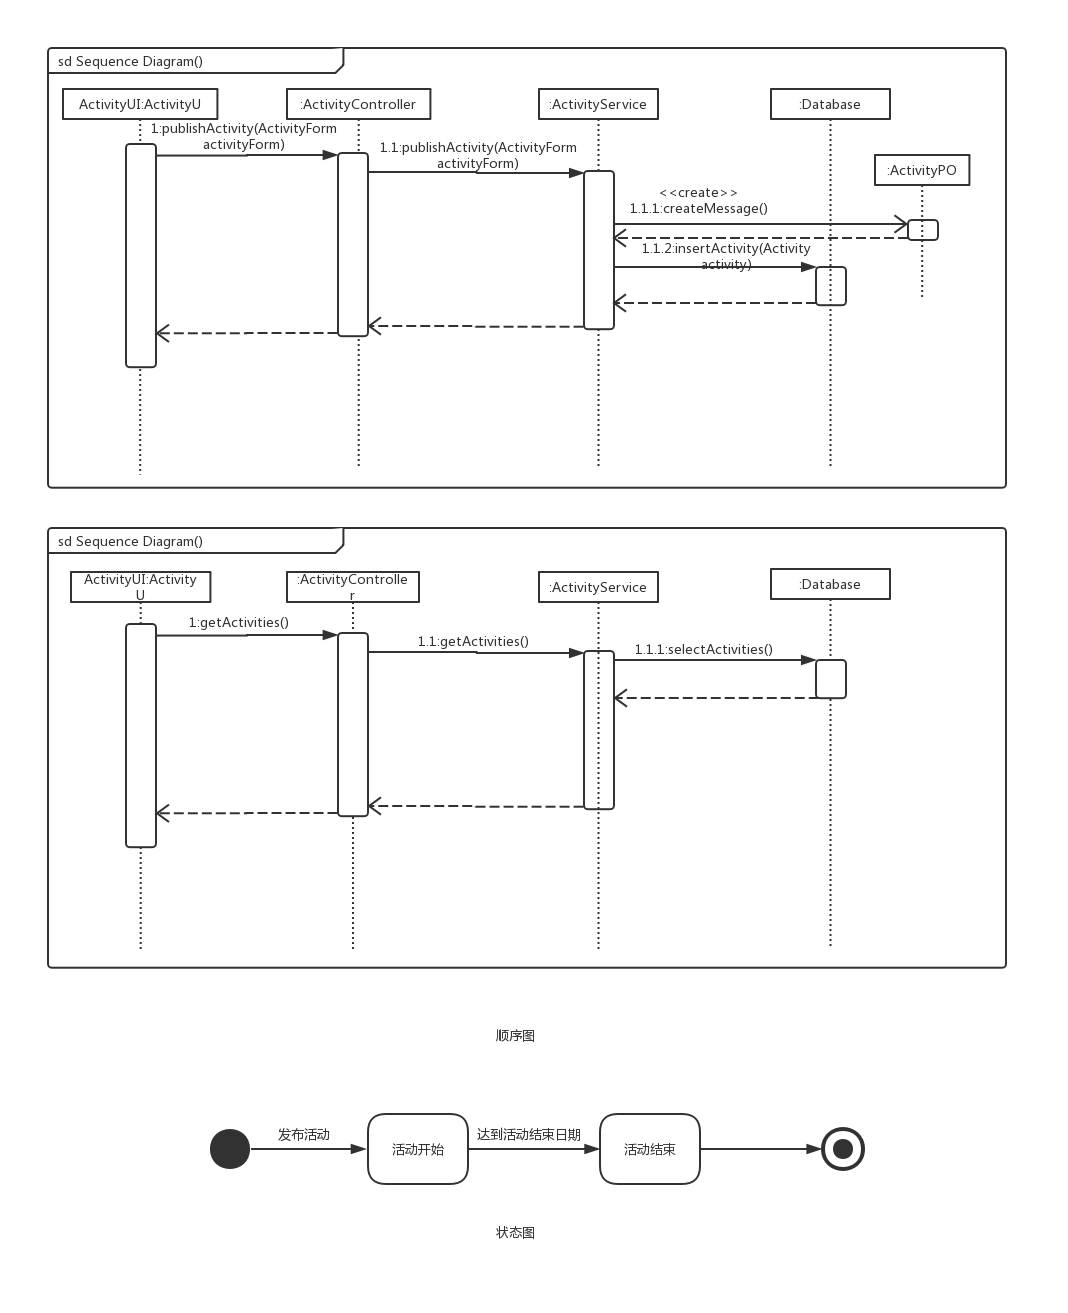 sd Sequence Diagram()
ActivityUI:ActivityU
:ActivityController
:ActivityService
:Database
1:publishActivity(ActivityForm
activityForm)
1.1:publishActivity(ActivityForm
activityForm)
:ActivityPO
<<create>>
1.1.1:createMessage()
1.1.2:insertActivity(Activity
activity)
sd Sequence Diagram()
ActivityUI:Activity
U
:ActivityControlle
r
:ActivityService
:Database
1:getActivities()
1.1:getActivities()
1.1.1:selectActivities()
顺序图
发布活动
活动开始
达到活动结束日期
活动结束
状态图